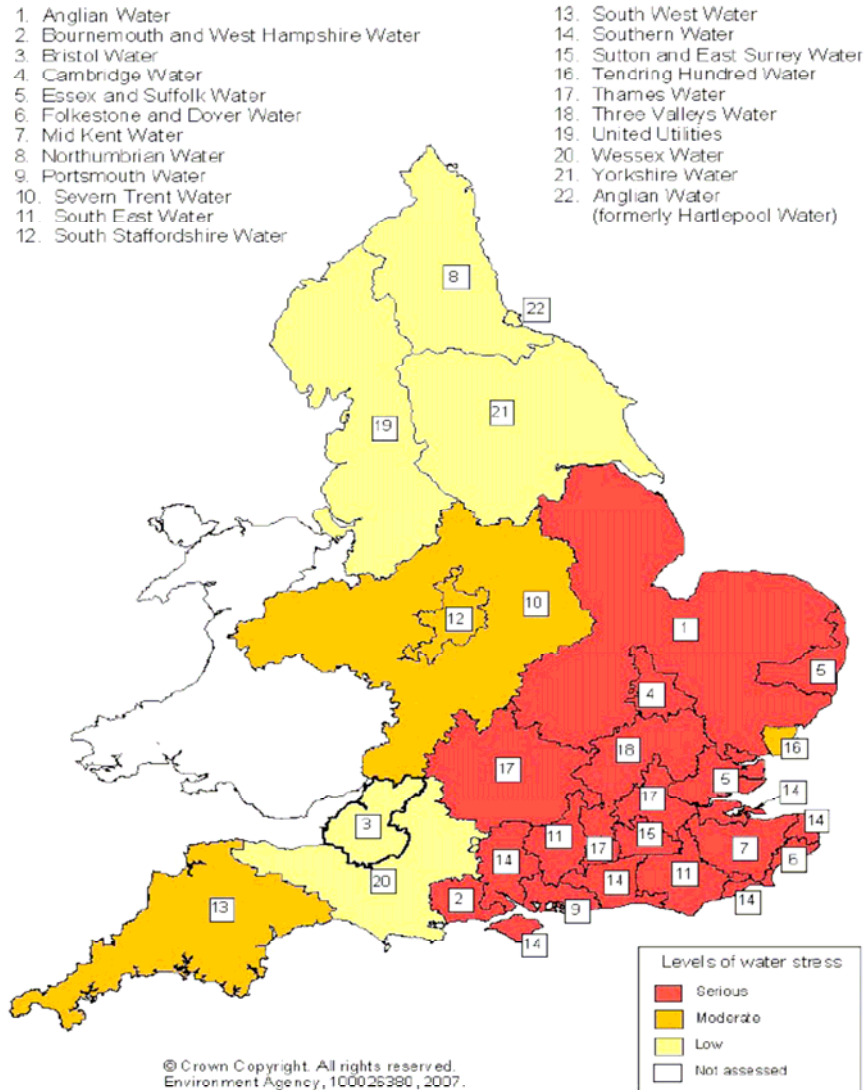 1. Anglian Water
2. Bournemouth and West Hampshire Water
3. Bristol Water
4. Cambridge Water
5. Essex and Suffolk Water
6. Folkestone and Dover Water
7. Mid Kent Water
8. Northumbrian Water
9. Portsmouth Water
10. Severn Trent Water
11. South East Water
12. South Staffordshire Water
13. South West Water
14. Southern Water
15. Sutton and East Surrey Water
16. Tendring Hundred Water
17. Thames Water
18. Three Valleys Water
19. United Utilities
20. Wessex Water
21. Yorkshire Water
22. Anglian Water
(formerly Hartlepool Water)
8
22
21
19
10
12
1
5
4
18
16
17
5
14
17
3
11
15
14
7
14
17
6
20
14
11
2
13
9
14
14
Levels of water stress
Serious
Moderate
Low
Not assessed
© Crown Copyright. All rights reserved.
Environment Agency, 100026380, 2007.